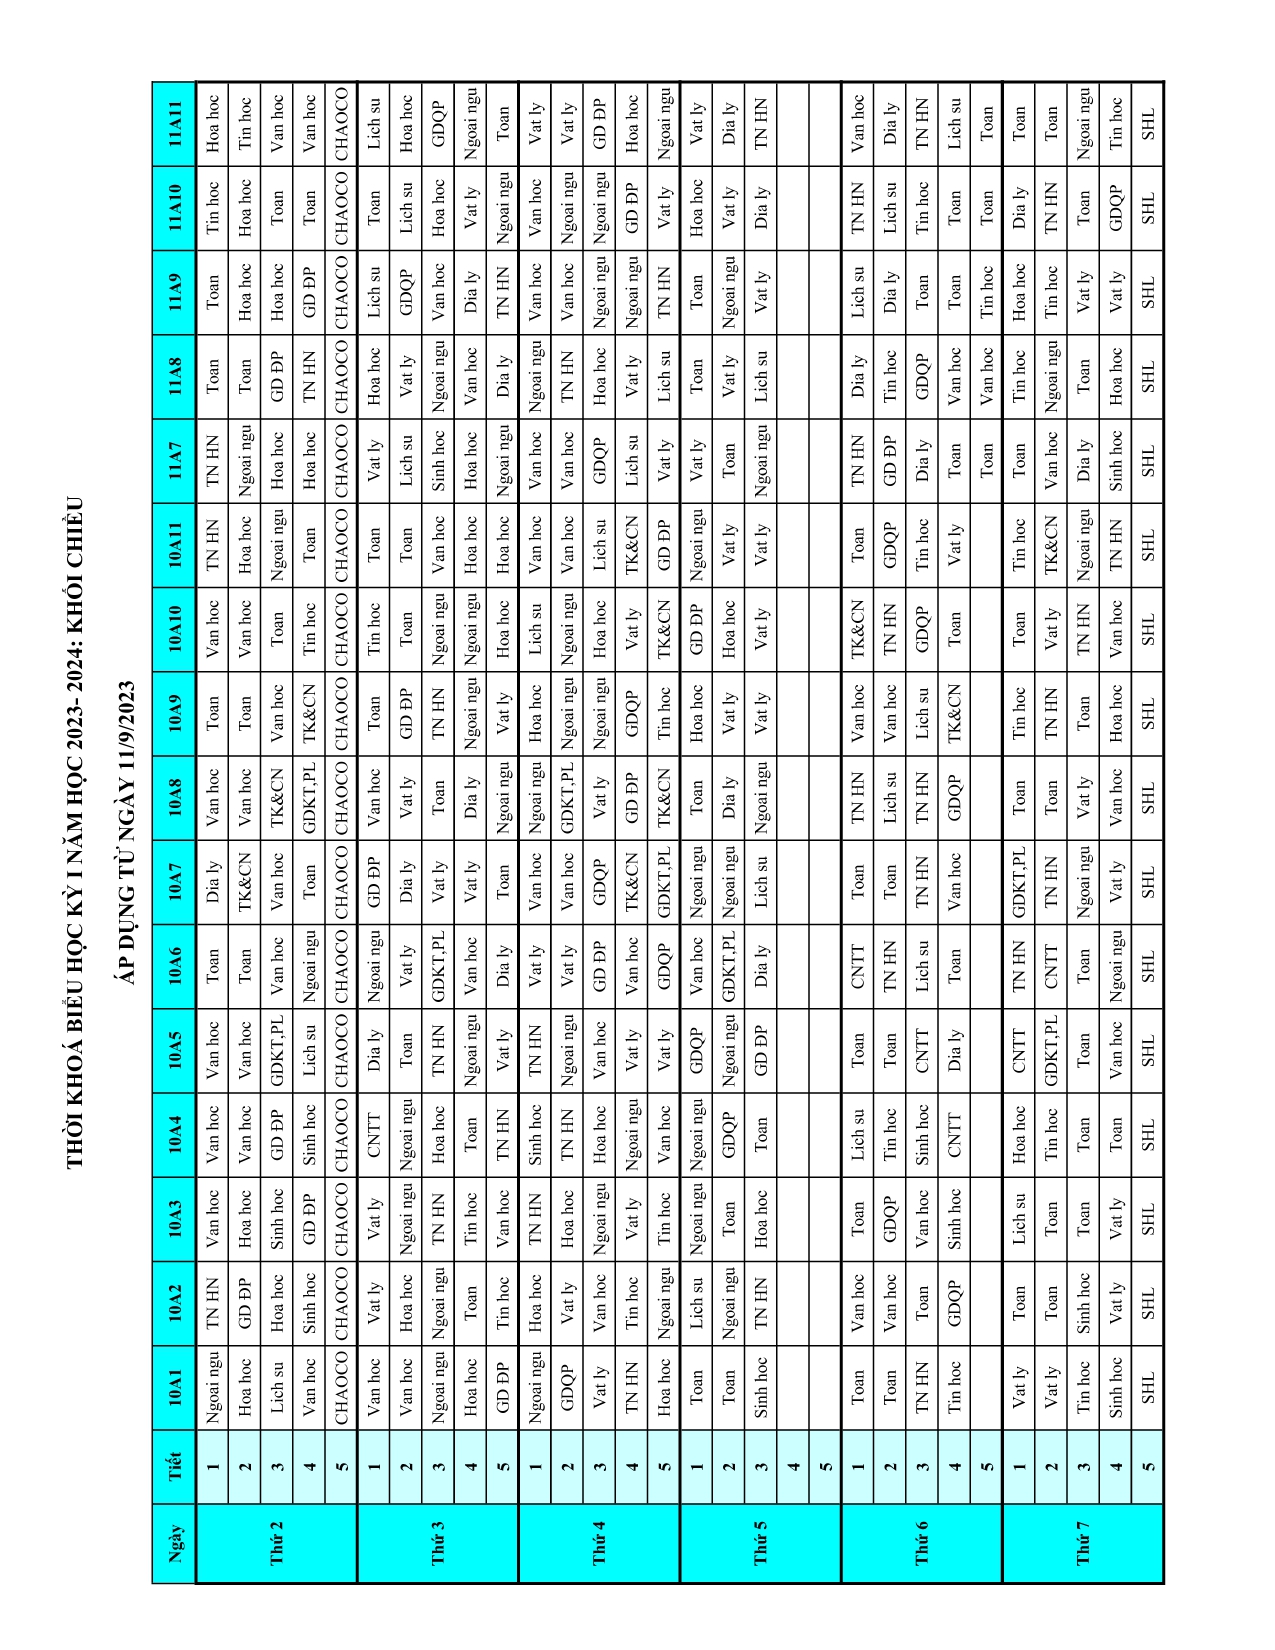 THỜI KHOÁ BIỂU HỌC KỲ I NĂM HỌC 2023- 2024: KHỐI CHIỀU
ÁP DỤNG TỪ NGÀY 11/9/2023
Ngày Tiết 10A1 10A2 10A3 10A4 10A5 10A6 10A7 10A8 10A9 10A10 10A11 11A7 11A8 11A9 11A10 11A11
Thứ 2
1 Ngoai ngu TN HN Van hoc Van hoc Van hoc Toan Dia ly Van hoc Toan Van hoc TN HN TN HN Toan Toan Tin hoc Hoa hoc
2 Hoa hoc GD ĐP Hoa hoc Van hoc Van hoc Toan TK&CN Van hoc Toan Van hoc Hoa hoc Ngoai ngu Toan Hoa hoc Hoa hoc Tin hoc
3 Lich su Hoa hoc Sinh hoc GD ĐP GDKT,PL Van hoc Van hoc TK&CN Van hoc Toan Ngoai ngu Hoa hoc GD ĐP Hoa hoc Toan Van hoc
4 Van hoc Sinh hoc GD ĐP Sinh hoc Lich su Ngoai ngu Toan GDKT,PL TK&CN Tin hoc Toan Hoa hoc TN HN GD ĐP Toan Van hoc
5 CHAOCO CHAOCO CHAOCO CHAOCO CHAOCO CHAOCO CHAOCO CHAOCO CHAOCO CHAOCO CHAOCO CHAOCO CHAOCO CHAOCO CHAOCO CHAOCO
Thứ 3
1 Van hoc Vat ly Vat ly CNTT Dia ly Ngoai ngu GD ĐP Van hoc Toan Tin hoc Toan Vat ly Hoa hoc Lich su Toan Lich su
2 Van hoc Hoa hoc Ngoai ngu Ngoai ngu Toan Vat ly Dia ly Vat ly GD ĐP Toan Toan Lich su Vat ly GDQP Lich su Hoa hoc
3 Ngoai ngu Ngoai ngu TN HN Hoa hoc TN HN GDKT,PL Vat ly Toan TN HN Ngoai ngu Van hoc Sinh hoc Ngoai ngu Van hoc Hoa hoc GDQP
4 Hoa hoc Toan Tin hoc Toan Ngoai ngu Van hoc Vat ly Dia ly Ngoai ngu Ngoai ngu Hoa hoc Hoa hoc Van hoc Dia ly Vat ly Ngoai ngu
5 GD ĐP Tin hoc Van hoc TN HN Vat ly Dia ly Toan Ngoai ngu Vat ly Hoa hoc Hoa hoc Ngoai ngu Dia ly TN HN Ngoai ngu Toan
Thứ 4
1 Ngoai ngu Hoa hoc TN HN Sinh hoc TN HN Vat ly Van hoc Ngoai ngu Hoa hoc Lich su Van hoc Van hoc Ngoai ngu Van hoc Van hoc Vat ly
2 GDQP Vat ly Hoa hoc TN HN Ngoai ngu Vat ly Van hoc GDKT,PL Ngoai ngu Ngoai ngu Van hoc Van hoc TN HN Van hoc Ngoai ngu Vat ly
3 Vat ly Van hoc Ngoai ngu Hoa hoc Van hoc GD ĐP GDQP Vat ly Ngoai ngu Hoa hoc Lich su GDQP Hoa hoc Ngoai ngu Ngoai ngu GD ĐP
4 TN HN Tin hoc Vat ly Ngoai ngu Vat ly Van hoc TK&CN GD ĐP GDQP Vat ly TK&CN Lich su Vat ly Ngoai ngu GD ĐP Hoa hoc
5 Hoa hoc Ngoai ngu Tin hoc Van hoc Vat ly GDQP GDKT,PL TK&CN Tin hoc TK&CN GD ĐP Vat ly Lich su TN HN Vat ly Ngoai ngu
Thứ 5
1 Toan Lich su Ngoai ngu Ngoai ngu GDQP Van hoc Ngoai ngu Toan Hoa hoc GD ĐP Ngoai ngu Vat ly Toan Toan Hoa hoc Vat ly
2 Toan Ngoai ngu Toan GDQP Ngoai ngu GDKT,PL Ngoai ngu Dia ly Vat ly Hoa hoc Vat ly Toan Vat ly Ngoai ngu Vat ly Dia ly
3 Sinh hoc TN HN Hoa hoc Toan GD ĐP Dia ly Lich su Ngoai ngu Vat ly Vat ly Vat ly Ngoai ngu Lich su Vat ly Dia ly TN HN
4
5
Thứ 6
1 Toan Van hoc Toan Lich su Toan CNTT Toan TN HN Van hoc TK&CN Toan TN HN Dia ly Lich su TN HN Van hoc
2 Toan Van hoc GDQP Tin hoc Toan TN HN Toan Lich su Van hoc TN HN GDQP GD ĐP Tin hoc Dia ly Lich su Dia ly
3 TN HN Toan Van hoc Sinh hoc CNTT Lich su TN HN TN HN Lich su GDQP Tin hoc Dia ly GDQP Toan Tin hoc TN HN
4 Tin hoc GDQP Sinh hoc CNTT Dia ly Toan Van hoc GDQP TK&CN Toan Vat ly Toan Van hoc Toan Toan Lich su
5 Toan Van hoc Tin hoc Toan Toan
Thứ 7
1 Vat ly Toan Lich su Hoa hoc CNTT TN HN GDKT,PL Toan Tin hoc Toan Tin hoc Toan Tin hoc Hoa hoc Dia ly Toan
2 Vat ly Toan Toan Tin hoc GDKT,PL CNTT TN HN Toan TN HN Vat ly TK&CN Van hoc Ngoai ngu Tin hoc TN HN Toan
3 Tin hoc Sinh hoc Toan Toan Toan Toan Ngoai ngu Vat ly Toan TN HN Ngoai ngu Dia ly Toan Vat ly Toan Ngoai ngu
4 Sinh hoc Vat ly Vat ly Toan Van hoc Ngoai ngu Vat ly Van hoc Hoa hoc Van hoc TN HN Sinh hoc Hoa hoc Vat ly GDQP Tin hoc
5 SHL SHL SHL SHL SHL SHL SHL SHL SHL SHL SHL SHL SHL SHL SHL SHL